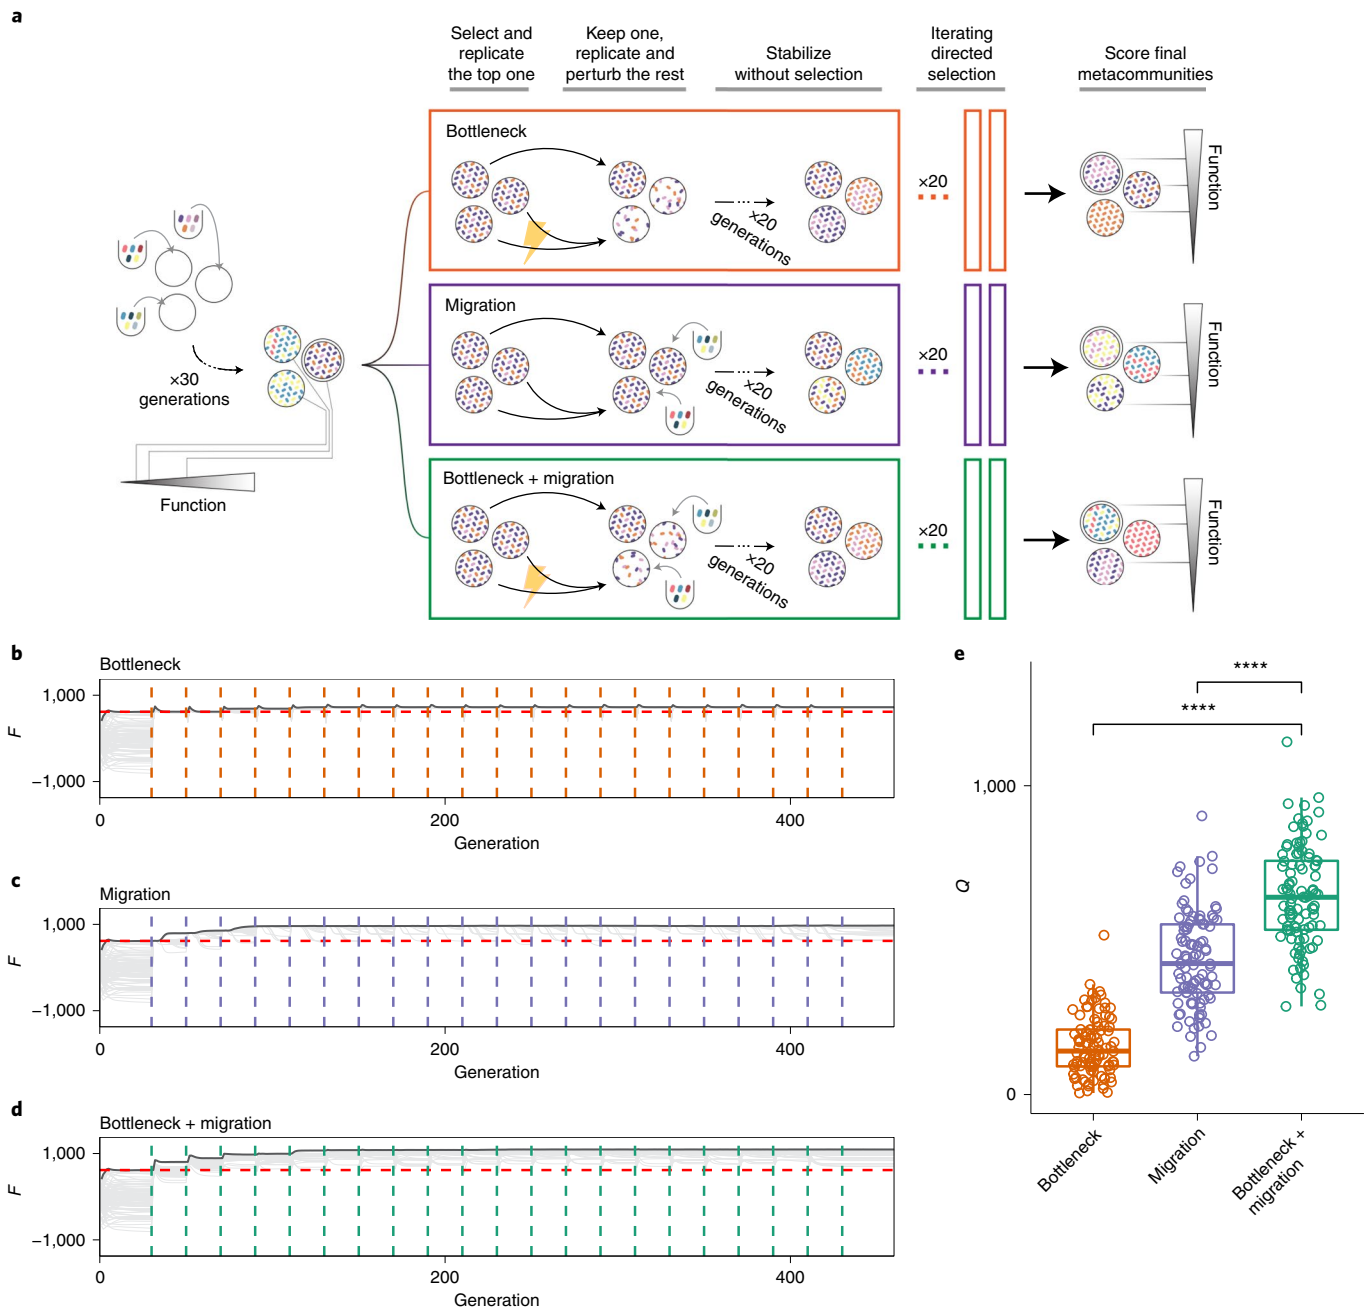 a
Select and
replicate
the top one
Keep one,
replicate and
perturb the rest
Stabilize
without selection
Iterating
directed
selection
Score final
metacommunities
×30
generations
Function
Bottleneck
×20
generations
×20
Function
Migration
×20
generations
×20
Function
Bottleneck + migration
×20
generations
×20
Function
b
Bottleneck
1,000
F
−1,000
0
200
400
Generation
c
Migration
1,000
F
−1,000
0
200
400
Generation
d
Bottleneck + migration
1,000
F
−1,000
0
200
400
Generation
e
****
****
1,000
Q
0
Bottleneck
Migration
Bottleneck +
migration